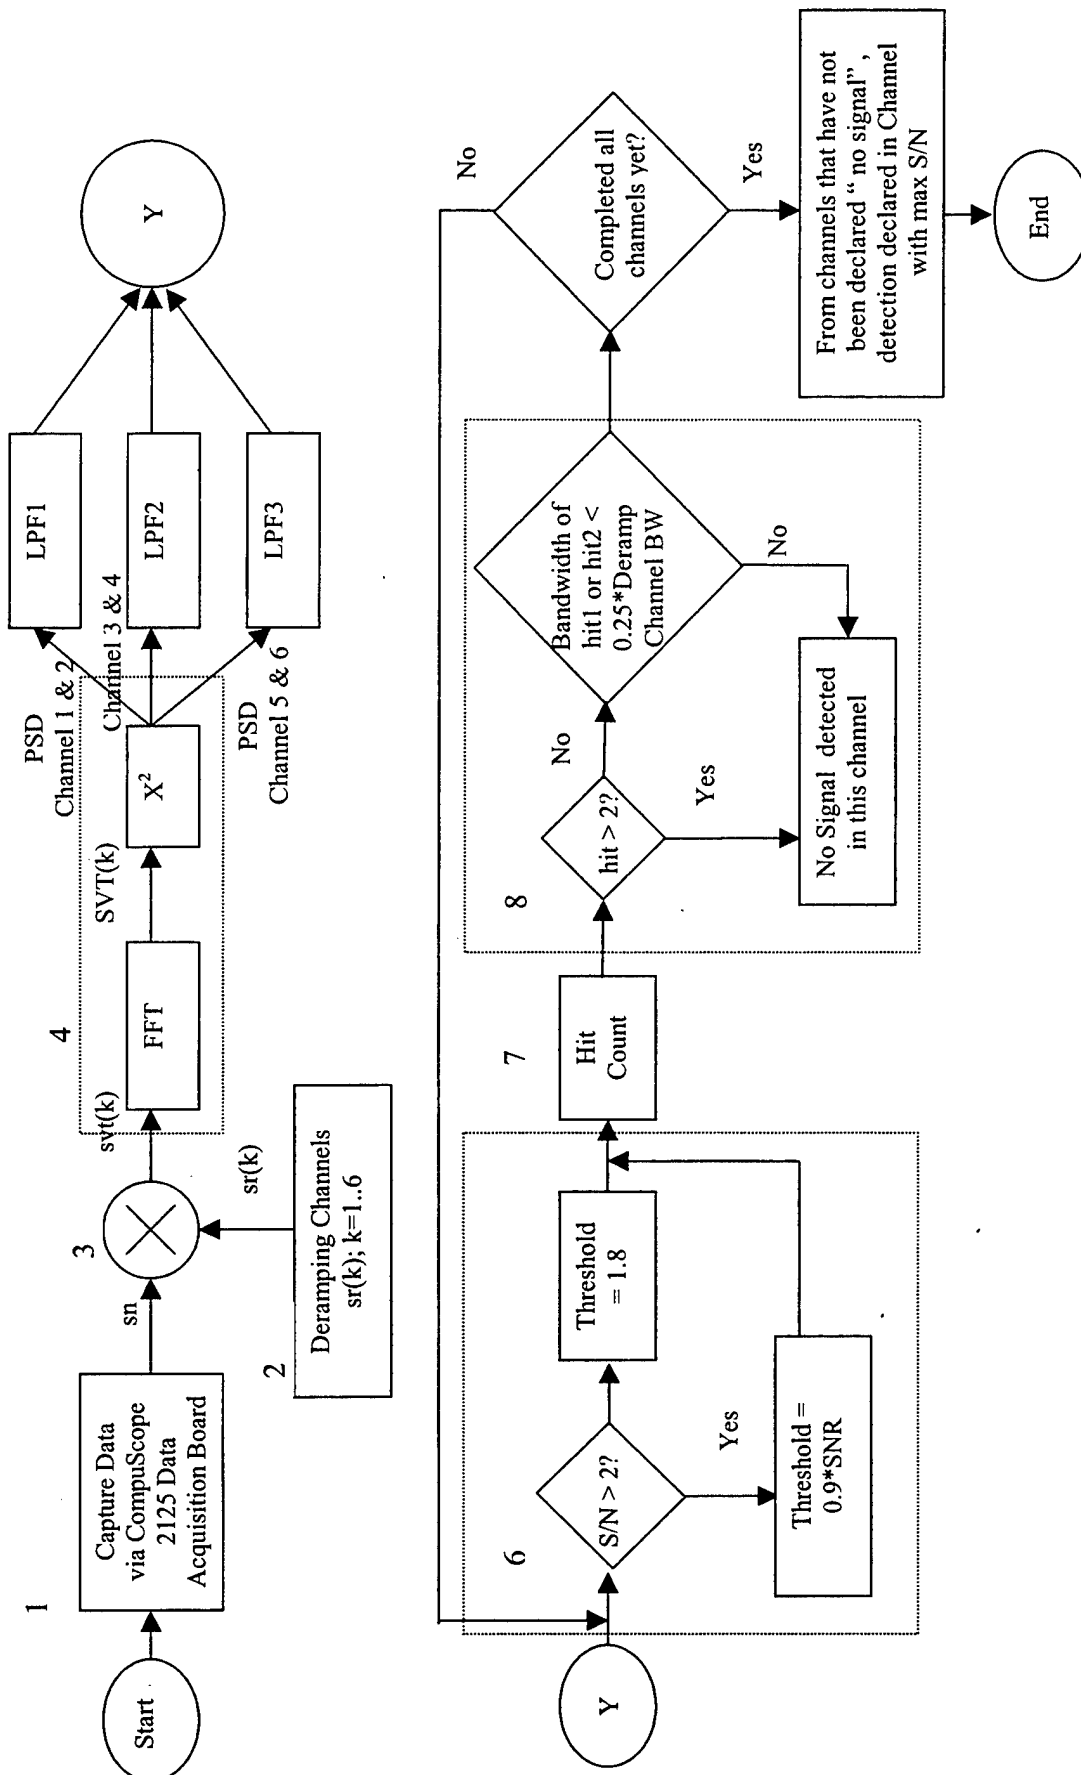 Start
1
Capture Data
via CompuScope
2125 Data
Acquisition Board
sn
3
2
Deramping Channels
sr(k); k=1..6
sr(k)
svt(k)
4
FFT
SVT(k)
X²
PSD
Channel 1 & 2
Channel 3 & 4
PSD
Channel 5 & 6
LPF1
LPF2
LPF3
Y
Y
6
S/N > 2?
Yes
Threshold
= 1.8
Threshold =
0.9*SNR
7
Hit
Count
8
hit > 2?
No
Yes
Bandwidth of
hit1 or hit2 <
0.25*Deramp
Channel BW
No
No Signal detected
in this channel
Completed all
channels yet?
No
Yes
From channels that have not
been declared “ no signal” ,
detection declared in Channel
with max S/N
End